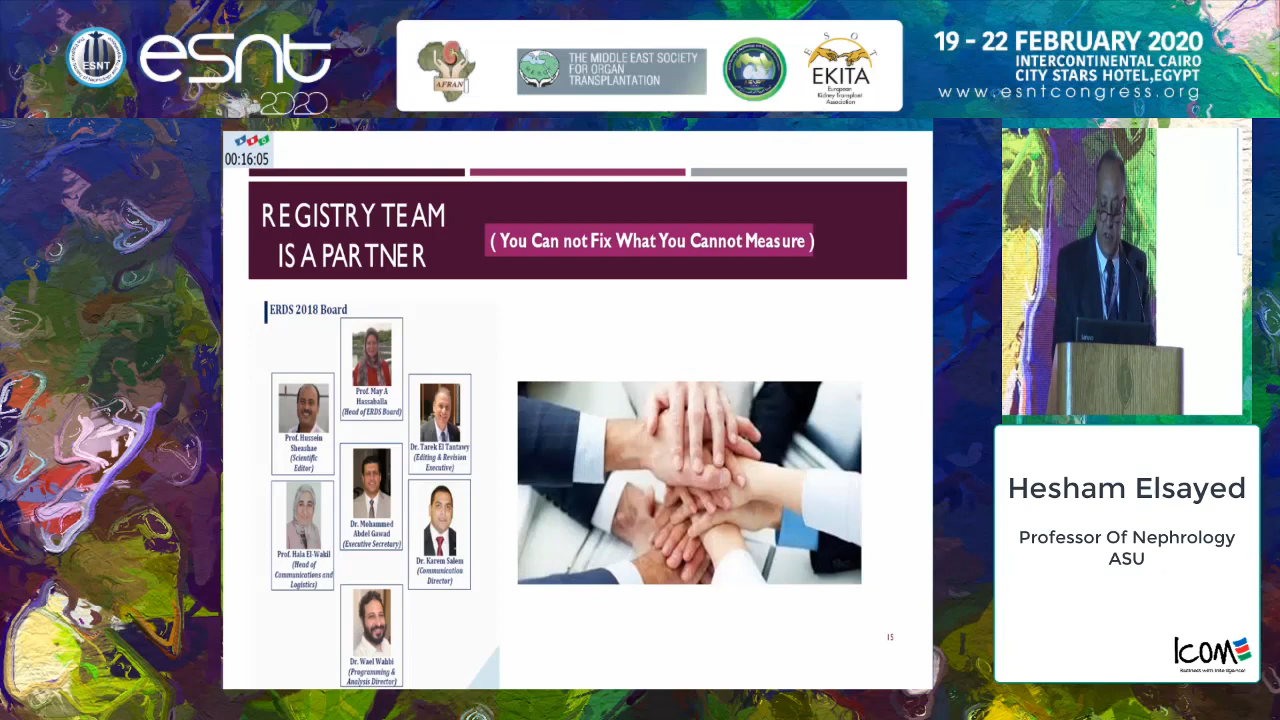 ESNT
esnt
2020
AFRAN
THE MIDDLE EAST SOCIETY
FOR ORGAN
TRANSPLANTATION
E S O T
EKITA
European
Kidney Transplant
Association
19 - 22 FEBRUARY 2020
INTERCONTINENTAL CAIRO
CITY STARS HOTEL,EGYPT
www.esntcongress.org
00:16:05
REGISTRY TEAM
IS A PARTNER
( You Can not Fix What You Cannot Measure )
ERDS 2018 Board
Prof. May A
Hassaballa
(Head of ERDS Board)
Prof. Hussein
Sheashae
(Scientific
Editor)
Dr. Tarek El Tantawy
(Editing & Revision
Executive)
Dr. Mohammed
Abdel Gawad
(Executive Secretary)
Prof. Hala El-Wakil
(Head of
Communications and
Logistics)
Dr. Karem Salem
(Communication
Director)
Dr. Wael Wahbi
(Programming &
Analysis Director)
15
Hesham Elsayed
Professor Of Nephrology
ASU
Icom